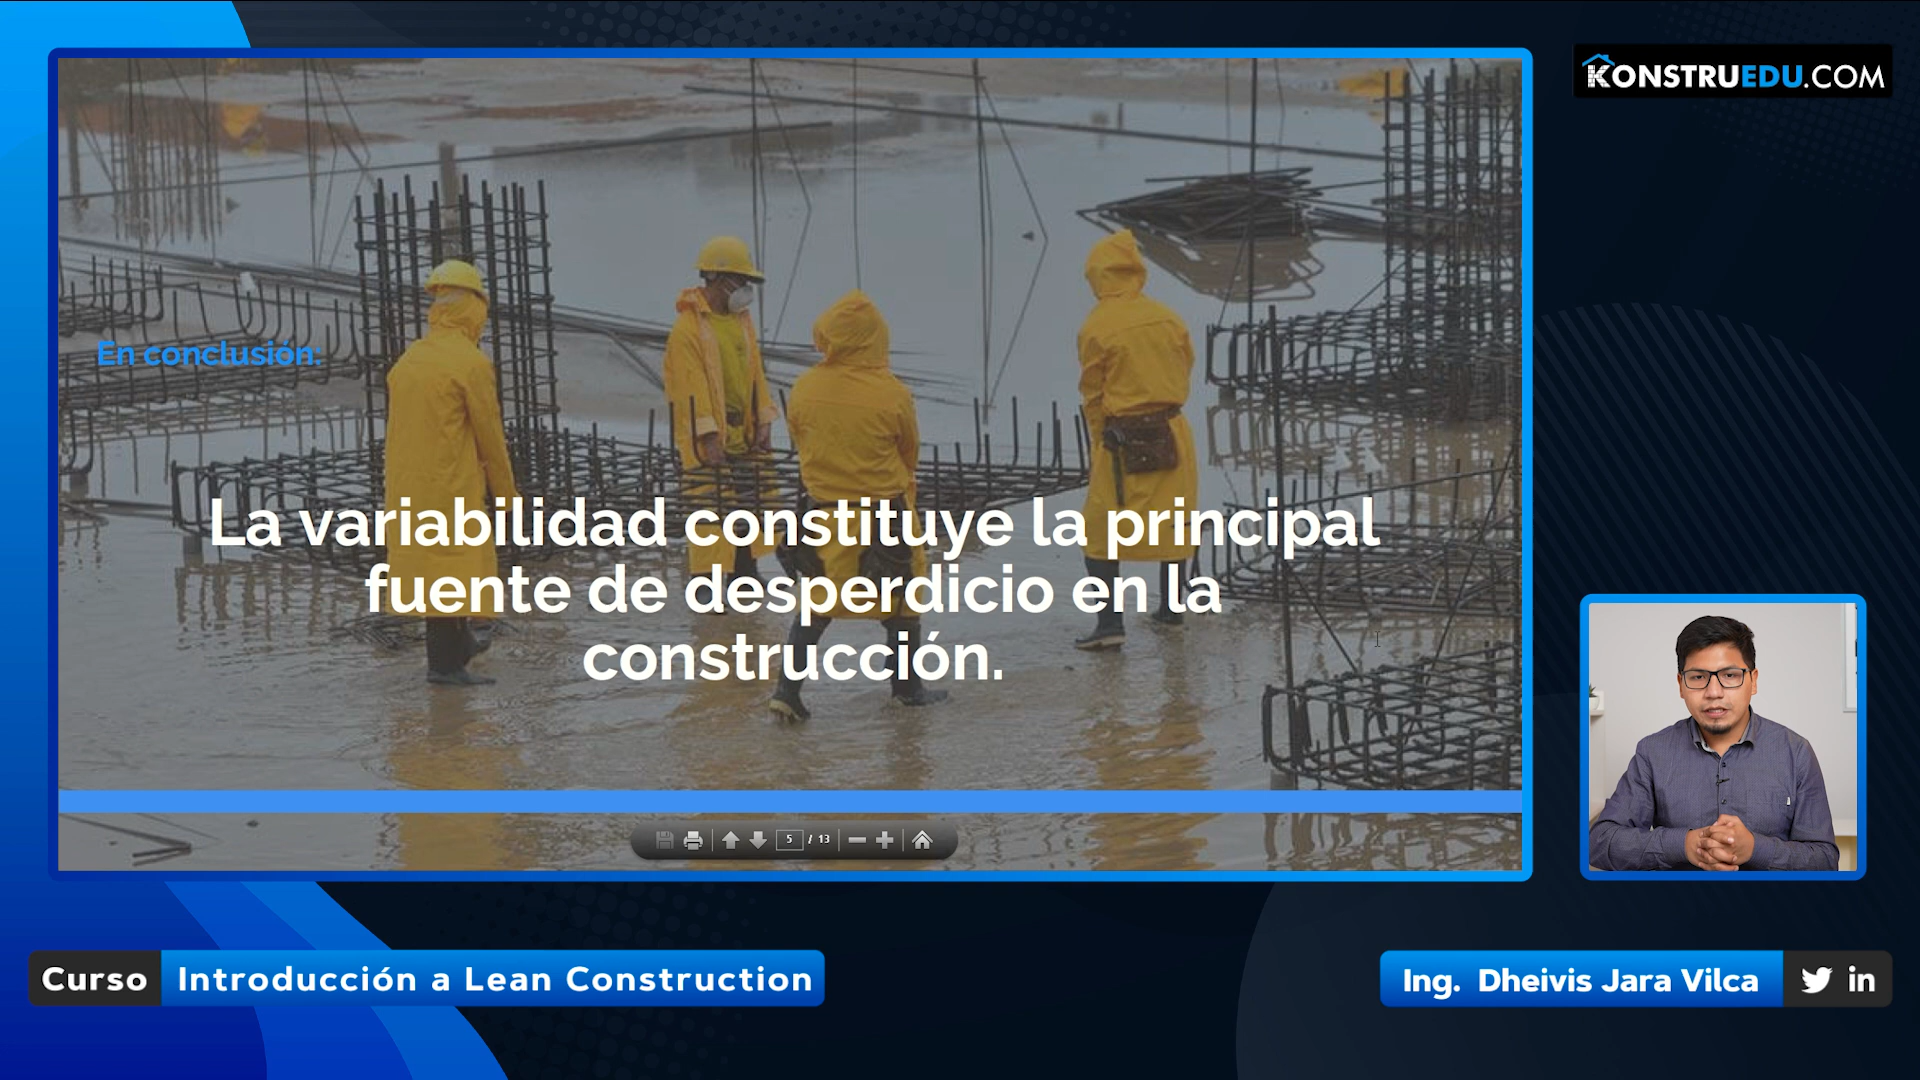 KONSTRUEDU.COM
En conclusión:
La variabilidad constituye la principal
fuente de desperdicio en la
construcción.
5 / 13
Curso Introducción a Lean Construction
Ing. Dheivis Jara Vilca
in